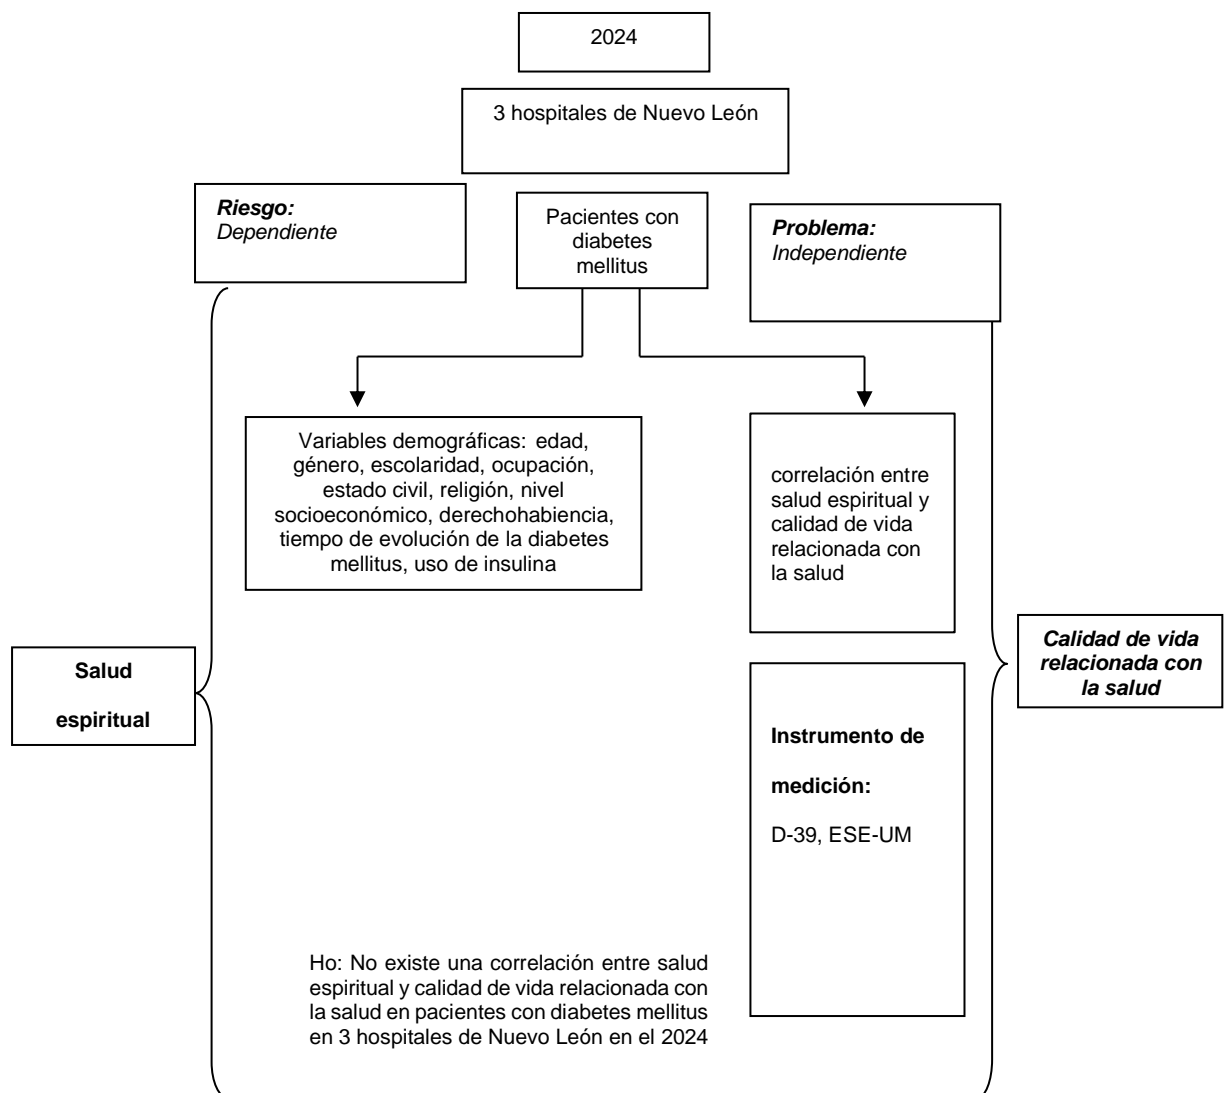 2024
3 hospitales de Nuevo León
Riesgo:
Dependiente
Pacientes con
diabetes
mellitus
Problema:
Independiente
Variables demográficas: edad,
género, escolaridad, ocupación,
estado civil, religión, nivel
socioeconómico, derechohabiencia,
tiempo de evolución de la diabetes
mellitus, uso de insulina
correlación entre
salud espiritual y
calidad de vida
relacionada con
la salud
Salud
espiritual
Calidad de vida
relacionada con
la salud
Instrumento de
medición:
D-39, ESE-UM
Ho: No existe una correlación entre salud
espiritual y calidad de vida relacionada con
la salud en pacientes con diabetes mellitus
en 3 hospitales de Nuevo León en el 2024